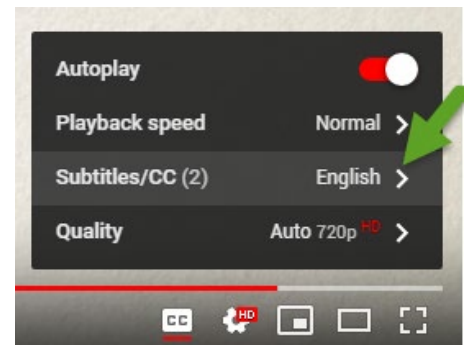 Autoplay
Playback speed Normal
Subtitles/CC (2) English
Quality Auto 720p HD
CC HD